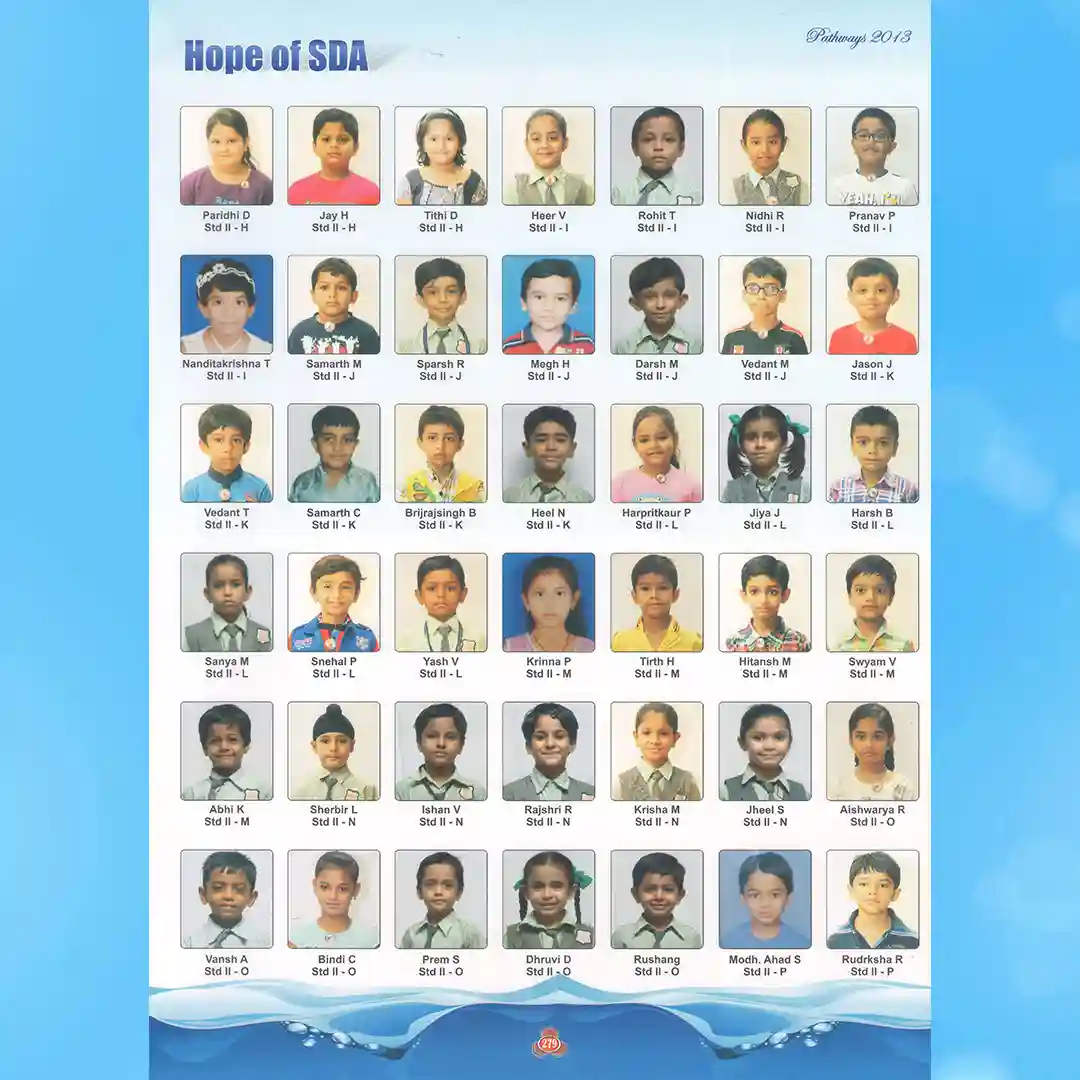 Hope of SDA
Pathways 2013
YEAH, I'M
Paridhi D
Std II - H
Jay H
Std II - H
Tithi D
Std II - H
Heer V
Std II - I
Rohit T
Std II - I
Nidhi R
Std II - I
Pranav P
Std II - I
Nanditakrishna T
Std II - I
Samarth M
Std II - J
Sparsh R
Std II - J
Megh H
Std II - J
Darsh M
Std II - J
Vedant M
Std II - J
Jason J
Std II - K
Vedant T
Std II - K
Samarth C
Std II - K
Brijrajsingh B
Std II - K
Heel N
Std II - K
Harpritkaur P
Std II - L
Jiya J
Std II - L
Harsh B
Std II - L
Sanya M
Std II - L
Snehal P
Std II - L
Yash V
Std II - L
Krinna P
Std II - M
Tirth H
Std II - M
Hitansh M
Std II - M
Swyam V
Std II - M
Abhi K
Std II - M
Sherbir L
Std II - N
Ishan V
Std II - N
Rajshri R
Std II - N
Krisha M
Std II - N
Jheel S
Std II - N
Aishwarya R
Std II - O
Vansh A
Std II - O
Bindi C
Std II - O
Prem S
Std II - O
Dhruvi D
Std II - O
Rushang
Std II - O
Modh. Ahad S
Std II - P
Rudrksha R
Std II - P
279